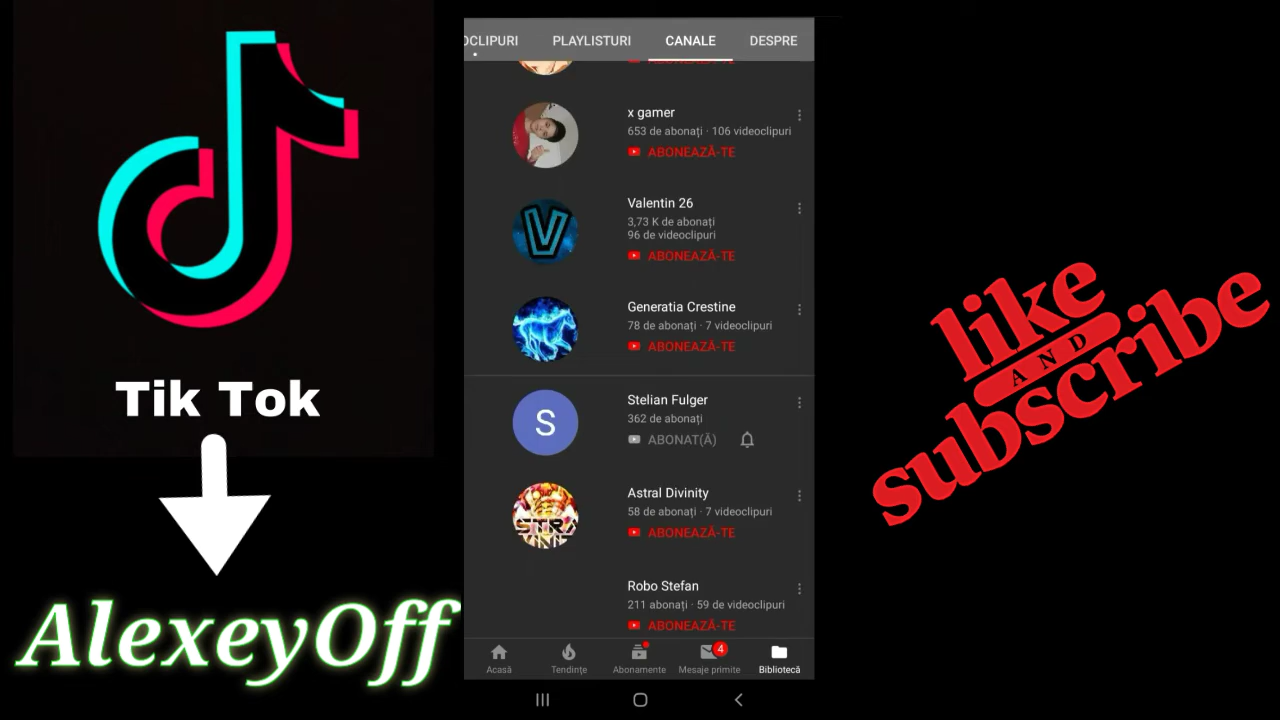 Tik Tok
AlexeyOff
OCLIPURI PLAYLISTURI CANALE DESPRE
x gamer
653 de abonați · 106 videoclipuri
ABONEAZĂ-TE
V
Valentin 26
3,73 K de abonați
96 de videoclipuri
ABONEAZĂ-TE
Generatia Crestine
78 de abonați · 7 videoclipuri
ABONEAZĂ-TE
S
Stelian Fulger
362 de abonați
ABONAT(Ă)
STRA
Astral Divinity
58 de abonați · 7 videoclipuri
ABONEAZĂ-TE
Robo Stefan
211 abonați · 59 de videoclipuri
ABONEAZĂ-TE
4
Acasă Tendințe Abonamente Mesaje primite Bibliotecă
like
AND
subscribe